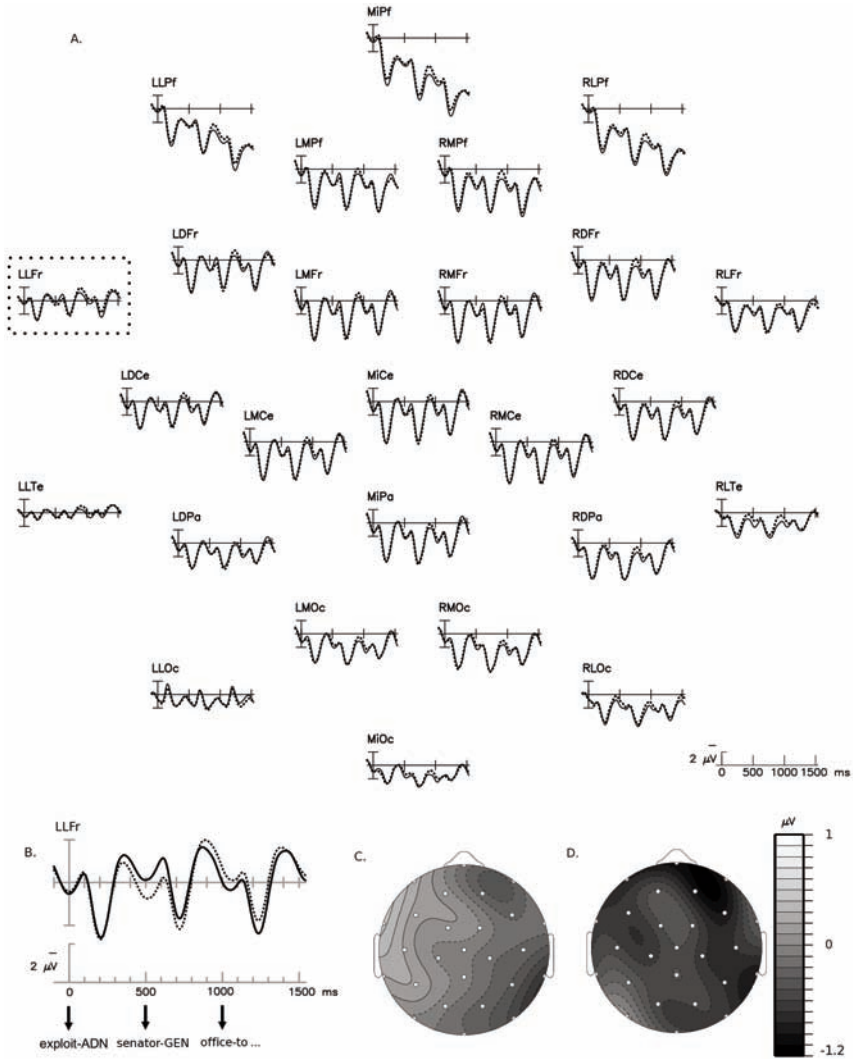 A.
MiPf
LLPf
RLPf
LMPf
RMPf
LDFr
RDFr
LLFr
LMFr
RMFr
RLFr
LDCe
MiCe
RDCe
LMCe
RMCe
LLTe
MiPa
RLTe
LDPa
RDPa
LMOc
RMOc
LLOc
RLOc
MiOc
2 µV
0 500 1000 1500 ms
B.
LLFr
2 µV
0 500 1000 1500 ms
exploit-ADN senator-GEN office-to ...
C.
D.
µV
1
0
-1.2